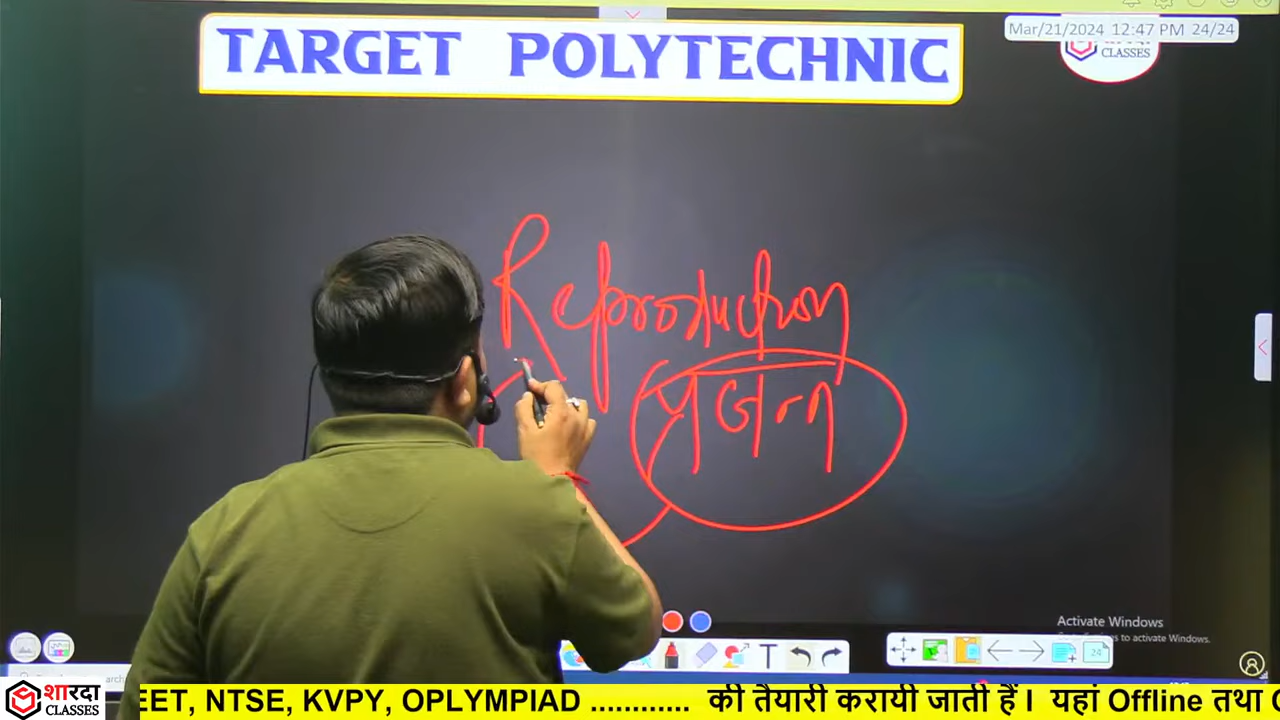 Mar/21/2024 12:47 PM 24/24
TARGET POLYTECHNIC
CLASSES
Reproduction
प्रजनन
Activate Windows
to activate Windows.
T
24
शारदा
CLASSES
EET, NTSE, KVPY, OPLYMPIAD ............ की तैयारी करायी जाती हैं। यहां Offline तथा